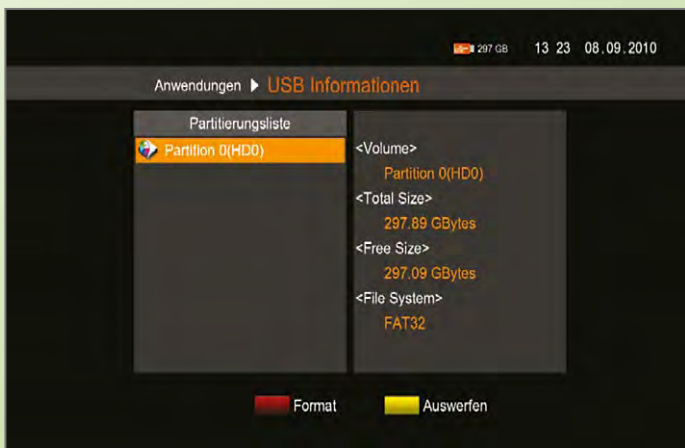 297 GB 13 23 08.09.2010
Anwendungen ▶ USB Informationen
Partitierungsliste
Partition 0(HD0)
<Volume>
Partition 0(HD0)
<Total Size>
297.89 GBytes
<Free Size>
297.09 GBytes
<File System>
FAT32
Format Auswerfen